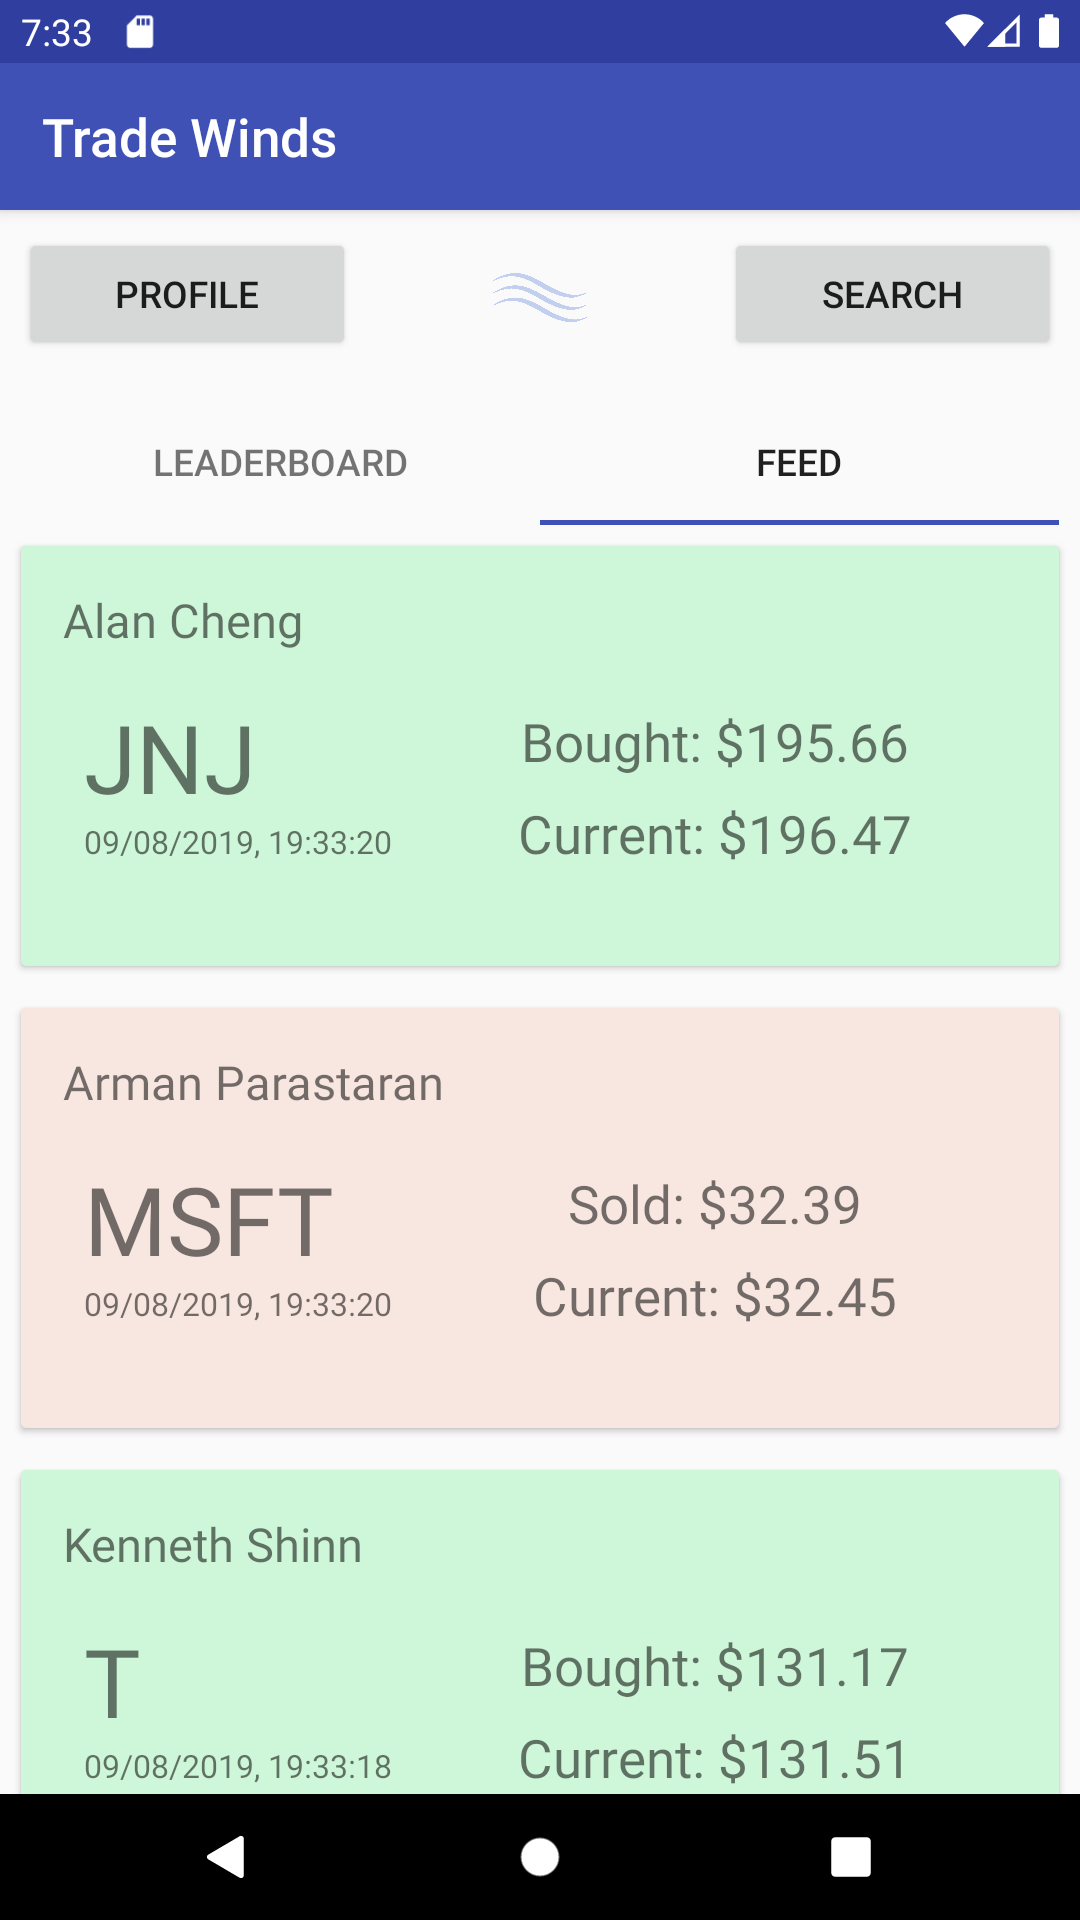 7:33
Trade Winds
PROFILE
SEARCH
LEADERBOARD
FEED
Alan Cheng
JNJ
09/08/2019, 19:33:20
Bought: $195.66
Current: $196.47
Arman Parastaran
MSFT
09/08/2019, 19:33:20
Sold: $32.39
Current: $32.45
Kenneth Shinn
T
09/08/2019, 19:33:18
Bought: $131.17
Current: $131.51